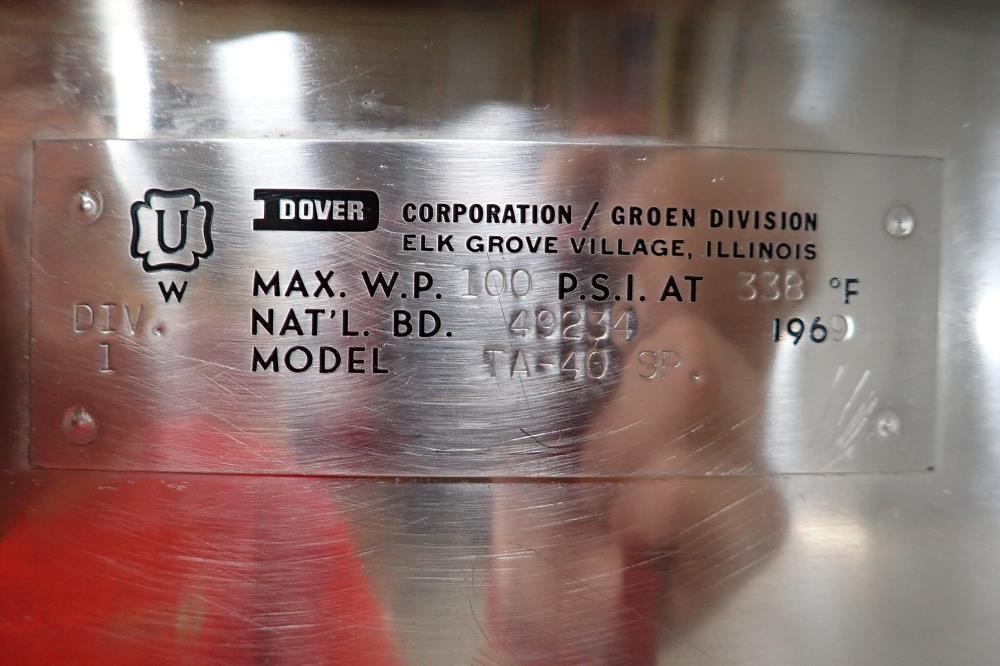 U
W
DOVER CORPORATION / GROEN DIVISION
ELK GROVE VILLAGE, ILLINOIS
MAX. W.P. 100 P.S.I. AT 338 °F
DIV. 1
NAT'L. BD. 49234 1969
MODEL TA-40 SP.